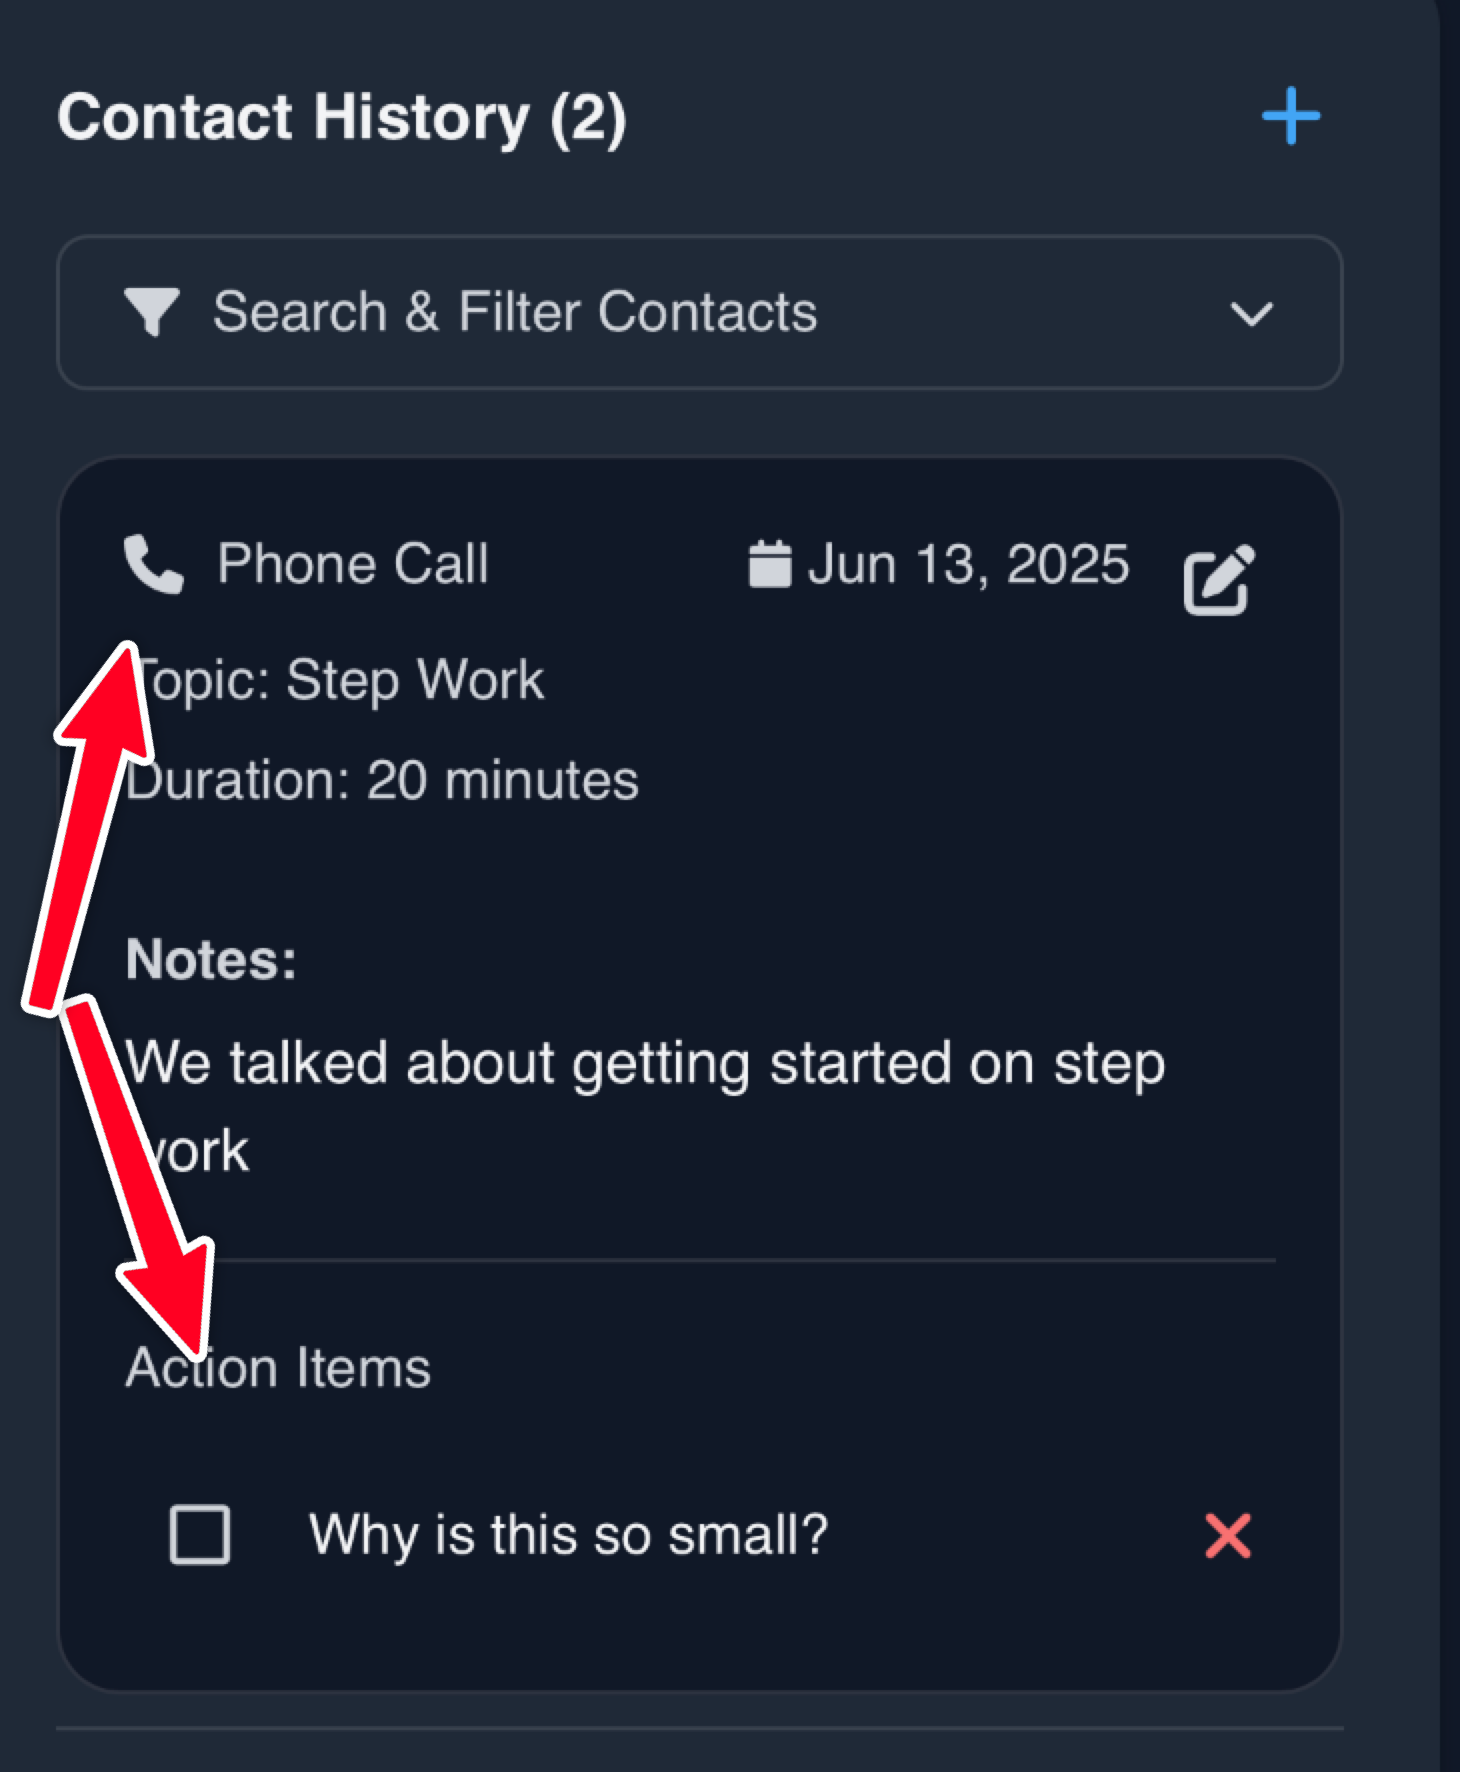 Contact History (2)
Search & Filter Contacts
Phone Call Jun 13, 2025
Topic: Step Work
Duration: 20 minutes
Notes:
We talked about getting started on step
work
Action Items
Why is this so small?